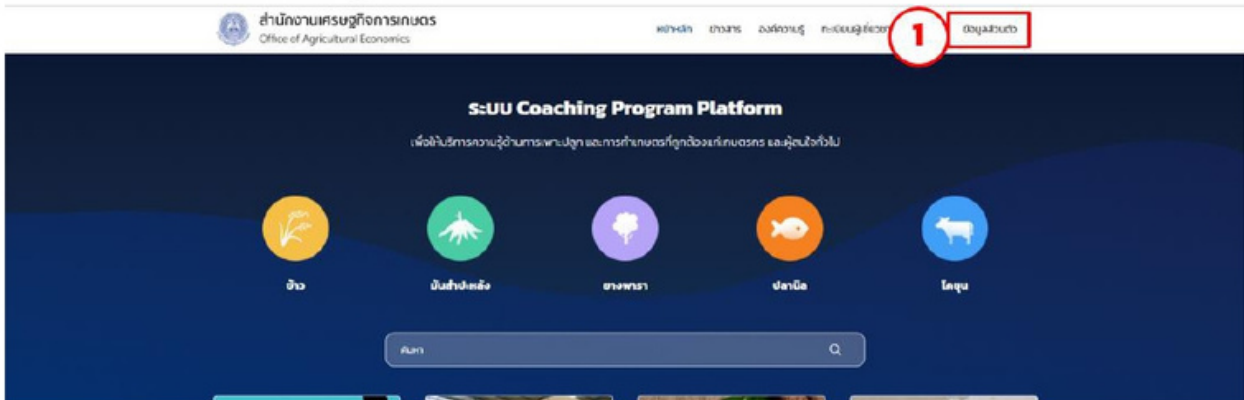 สำนักงานเศรษฐกิจการเกษตร
Office of Agricultural Economics
หน้าหลัก ข่าวสาร องค์ความรู้ 1 ข้อมูลส่วนตัว
ระบบ Coaching Program Platform
เพื่อให้บริการความรู้ด้านการเพาะปลูก และการทำเกษตรที่ถูกต้องแก่เกษตรกร และผู้สนใจทั่วไป
ข้าว มันสำปะหลัง ยางพารา ปลานิล โคขุน
ค้นหา